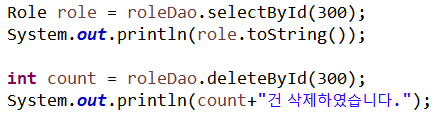 Role role = roleDao.selectById(300);
System.out.println(role.toString());
int count = roleDao.deleteById(300);
System.out.println(count+"건 삭제하였습니다.");